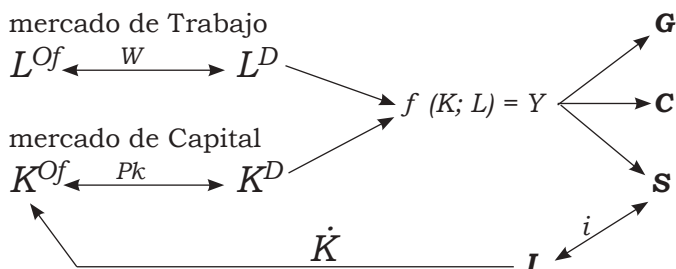 mercado de Trabajo
G
L^Of W L^D
f (K; L) = Y
C
mercado de Capital
K^Of Pk K^D
S
i
K̇
I